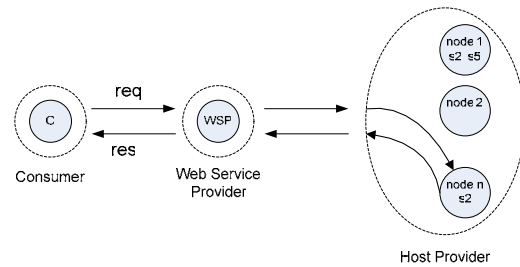 req
res
C
Consumer
WSP
Web Service
Provider
node 1
s2 s5
node 2
node n
s2
Host Provider